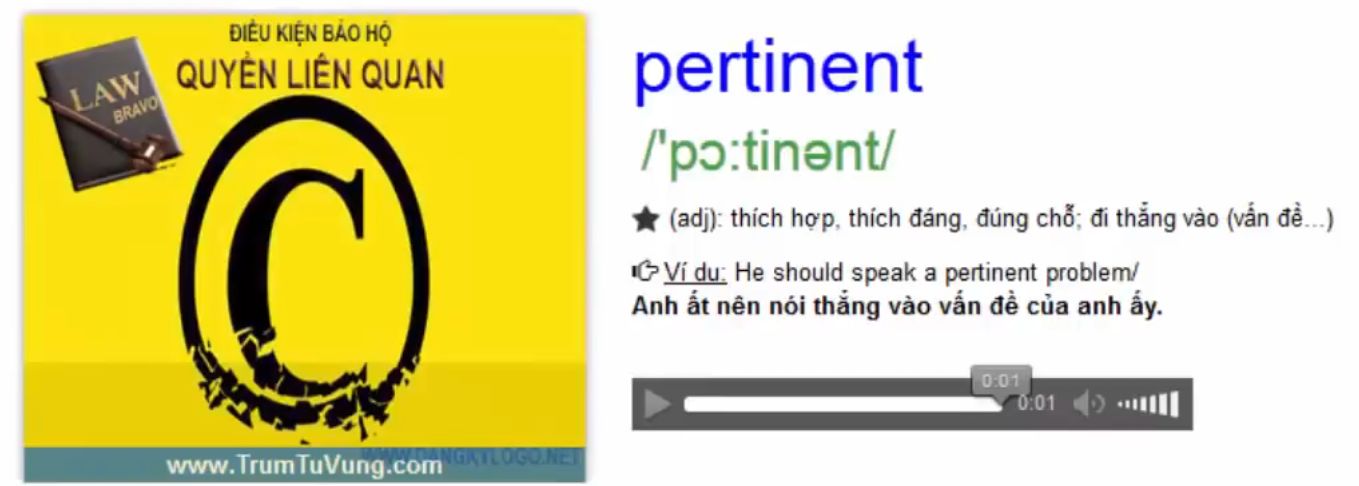 ĐIỀU KIỆN BẢO HỘ
QUYỀN LIÊN QUAN
LAW
BRAVO
C
WWW.DANGKYLOGO.NET
www.TrumTuVung.com
pertinent
/'pɔ:tinənt/
(adj): thích hợp, thích đáng, đúng chỗ; đi thẳng vào (vấn đề...)
Ví du: He should speak a pertinent problem/
Anh ất nên nói thẳng vào vấn đề của anh ấy.
0:01
0:01